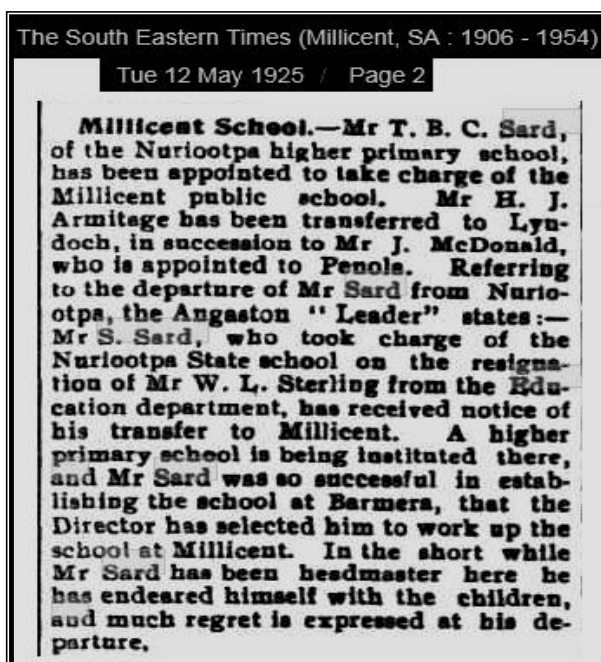 The South Eastern Times (Millicent, SA : 1906 - 1954)
Tue 12 May 1925 / Page 2
Millicent School.—Mr T. B. C. Sard,
of the Nuriootpa higher primary school,
has been appointed to take charge of the
Millicent public school. Mr H. J.
Armitage has been transferred to Lyn-
doch, in succession to Mr J. McDonald,
who is appointed to Penola. Referring
to the departure of Mr Sard from Nurio-
otpa, the Angaston " Leader" states :—
Mr S. Sard, who took charge of the
Nuriootpa State school on the resigna-
tion of Mr W. L. Sterling from the Edu-
cation department, has received notice of
his transfer to Millicent. A higher
primary school is being instituted there,
and Mr Sard was so successful in estab-
lishing the school at Barmera, that the
Director has selected him to work up the
school at Millicent. In the short while
Mr Sard has been headmaster here he
has endeared himself with the children,
and much regret is expressed at his de-
parture.